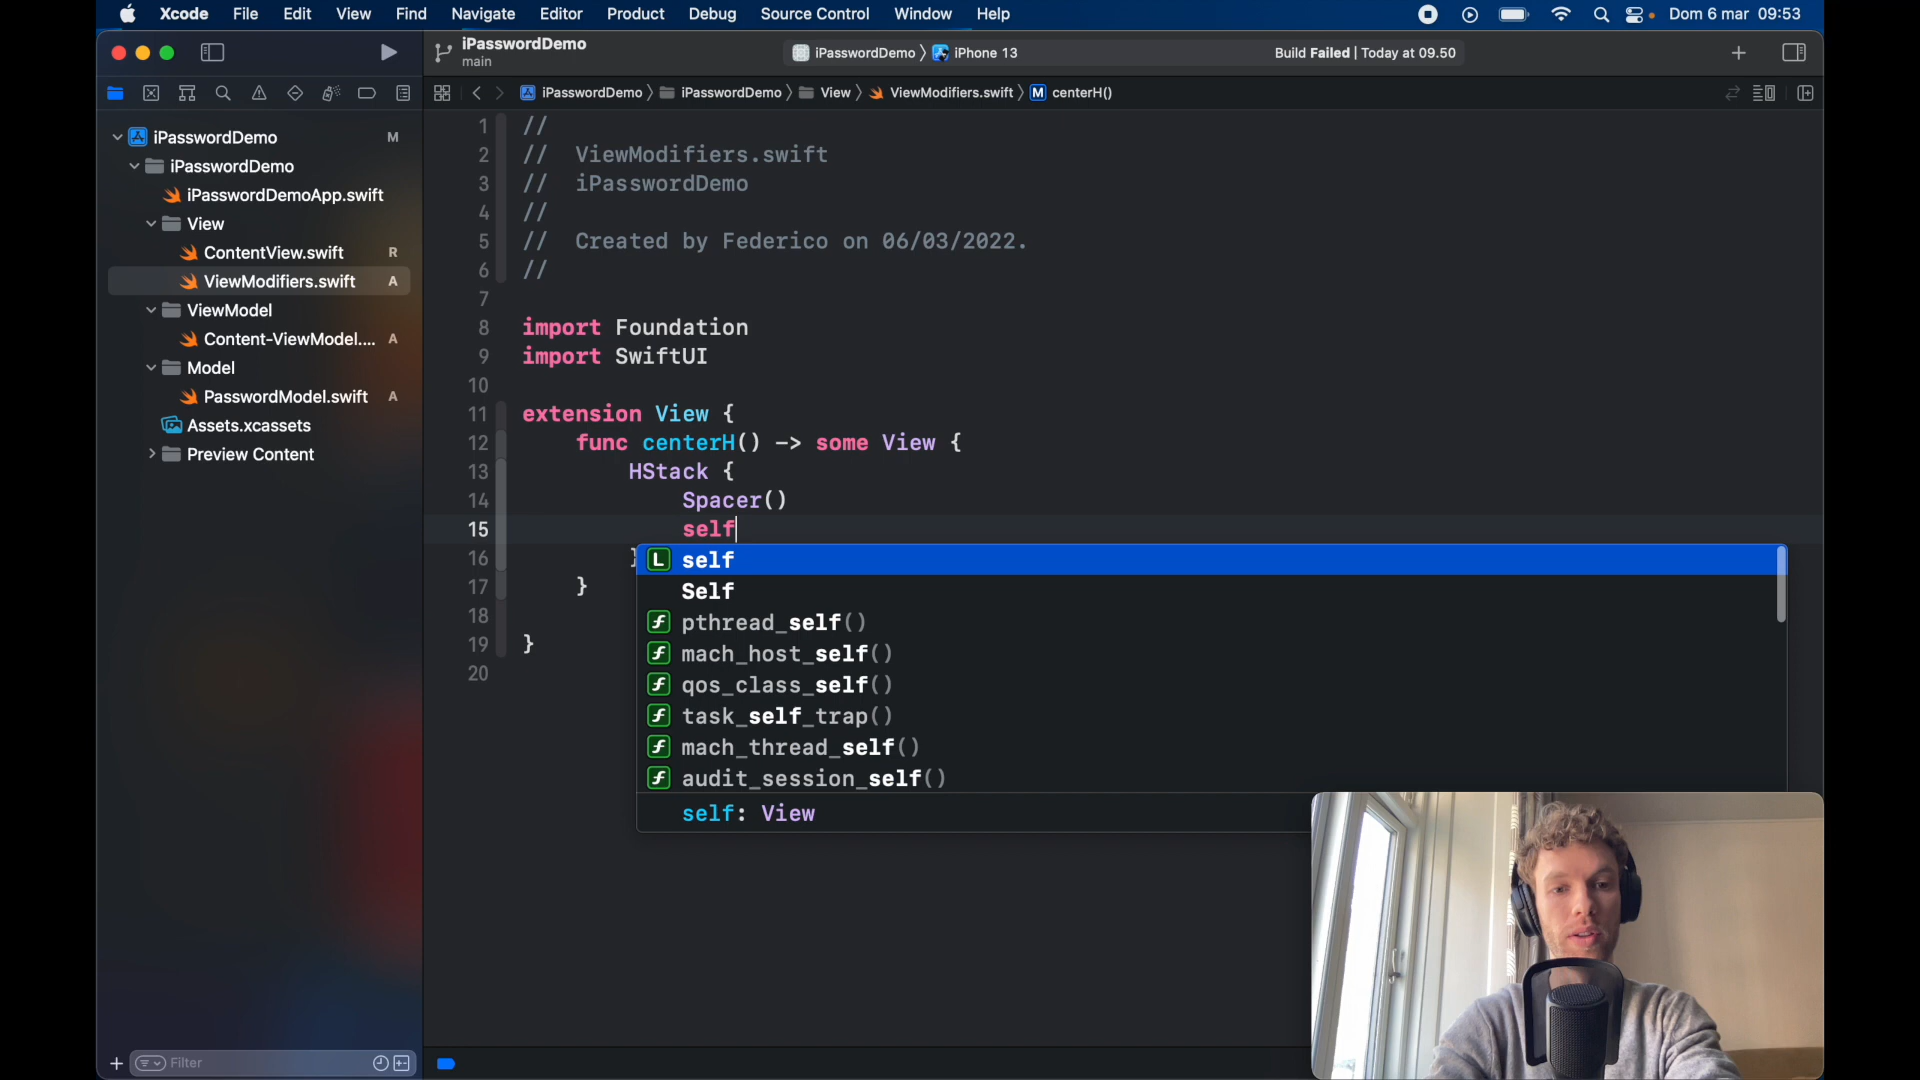 Xcode File Edit View Find Navigate Editor Product Debug Source Control Window Help Dom 6 mar 09:53
iPasswordDemo
main
iPasswordDemo iPhone 13 Build Failed | Today at 09.50
iPasswordDemo iPasswordDemo View ViewModifiers.swift M centerH()
iPasswordDemo M
iPasswordDemo
iPasswordDemoApp.swift
View
ContentView.swift R
ViewModifiers.swift A
ViewModel
Content-ViewModel.... A
Model
PasswordModel.swift A
Assets.xcassets
Preview Content
Filter
1 //
2 // ViewModifiers.swift
3 // iPasswordDemo
4 //
5 // Created by Federico on 06/03/2022.
6 //
7
8 import Foundation
9 import SwiftUI
10
11 extension View {
12 func centerH() -> some View {
13 HStack {
14 Spacer()
15 self
16 }
17 }
18
19 }
20
L self
Self
f pthread_self()
f mach_host_self()
f qos_class_self()
f task_self_trap()
f mach_thread_self()
f audit_session_self()
self: View